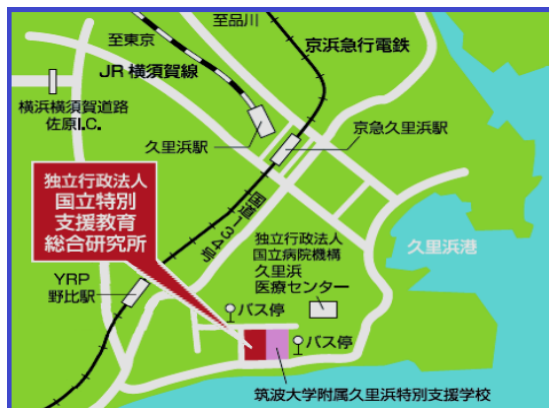 至品川
至東京
京浜急行電鉄
JR 横須賀線
横浜横須賀道路
佐原I.C.
久里浜駅
京急久里浜駅
独立行政法人
国立特別
支援教育
総合研究所
国道134号
独立行政法人
国立病院機構
久里浜
医療センター
久里浜港
YRP
野比駅
バス停
バス停
筑波大学附属久里浜特別支援学校